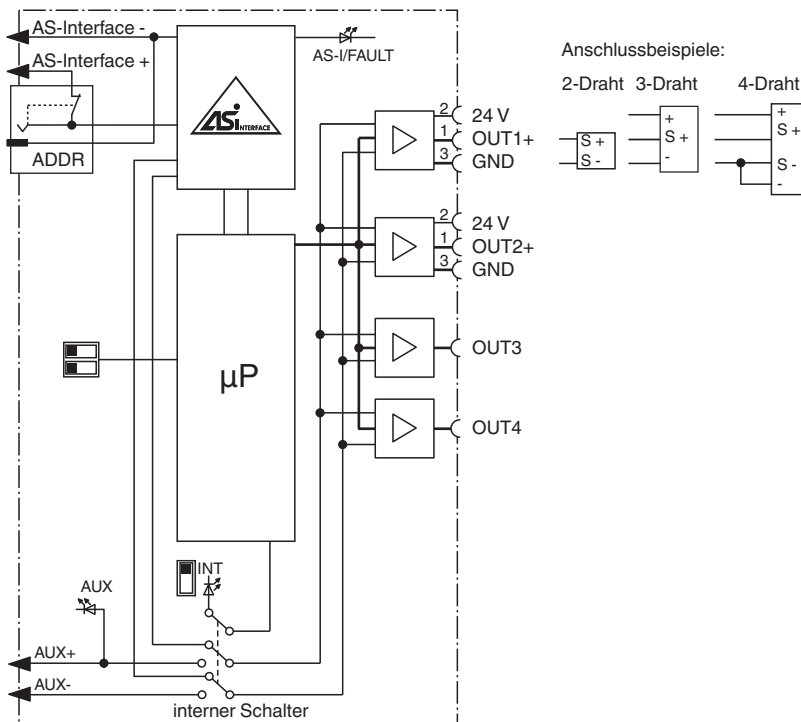 AS-Interface -
AS-Interface +
ADDR
ASi INTERFACE
AS-I/FAULT
2 24 V
1 OUT1+
3 GND
2 24 V
1 OUT2+
3 GND
OUT3
OUT4
µP
INT
AUX
AUX+
AUX-
interner Schalter
Anschlussbeispiele:
2-Draht 3-Draht 4-Draht
S +
S -
+
S +
-
+
S +
S -
-